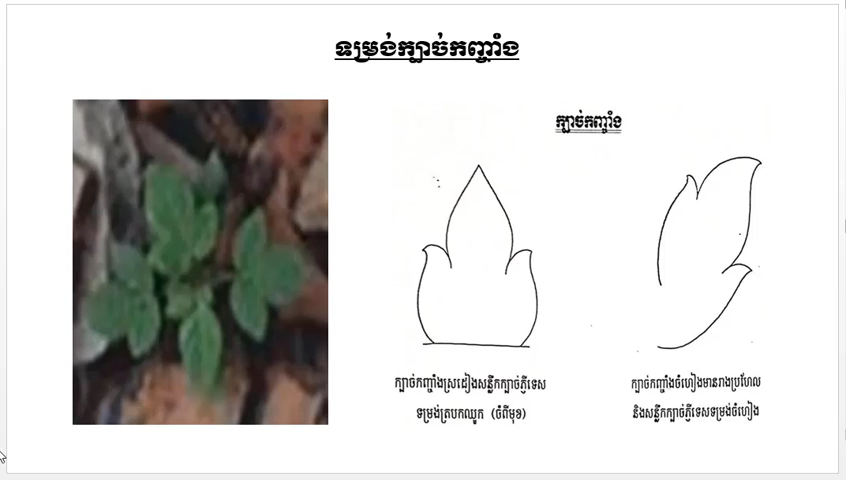 ទម្រង់ក្បាច់កញ្ចាំង
ក្បាច់កញ្ចាំង
ក្បាច់កញ្ចាំងស្រដៀងសន្លឹកក្បាច់ភ្ញីទេស
ទម្រង់ត្របកឈូក (ចំពីមុខ)
ក្បាច់កញ្ចាំងចំហៀងមានរាងប្រហែល
និងសន្លឹកក្បាច់ភ្ញីទេសទម្រង់ចំហៀង